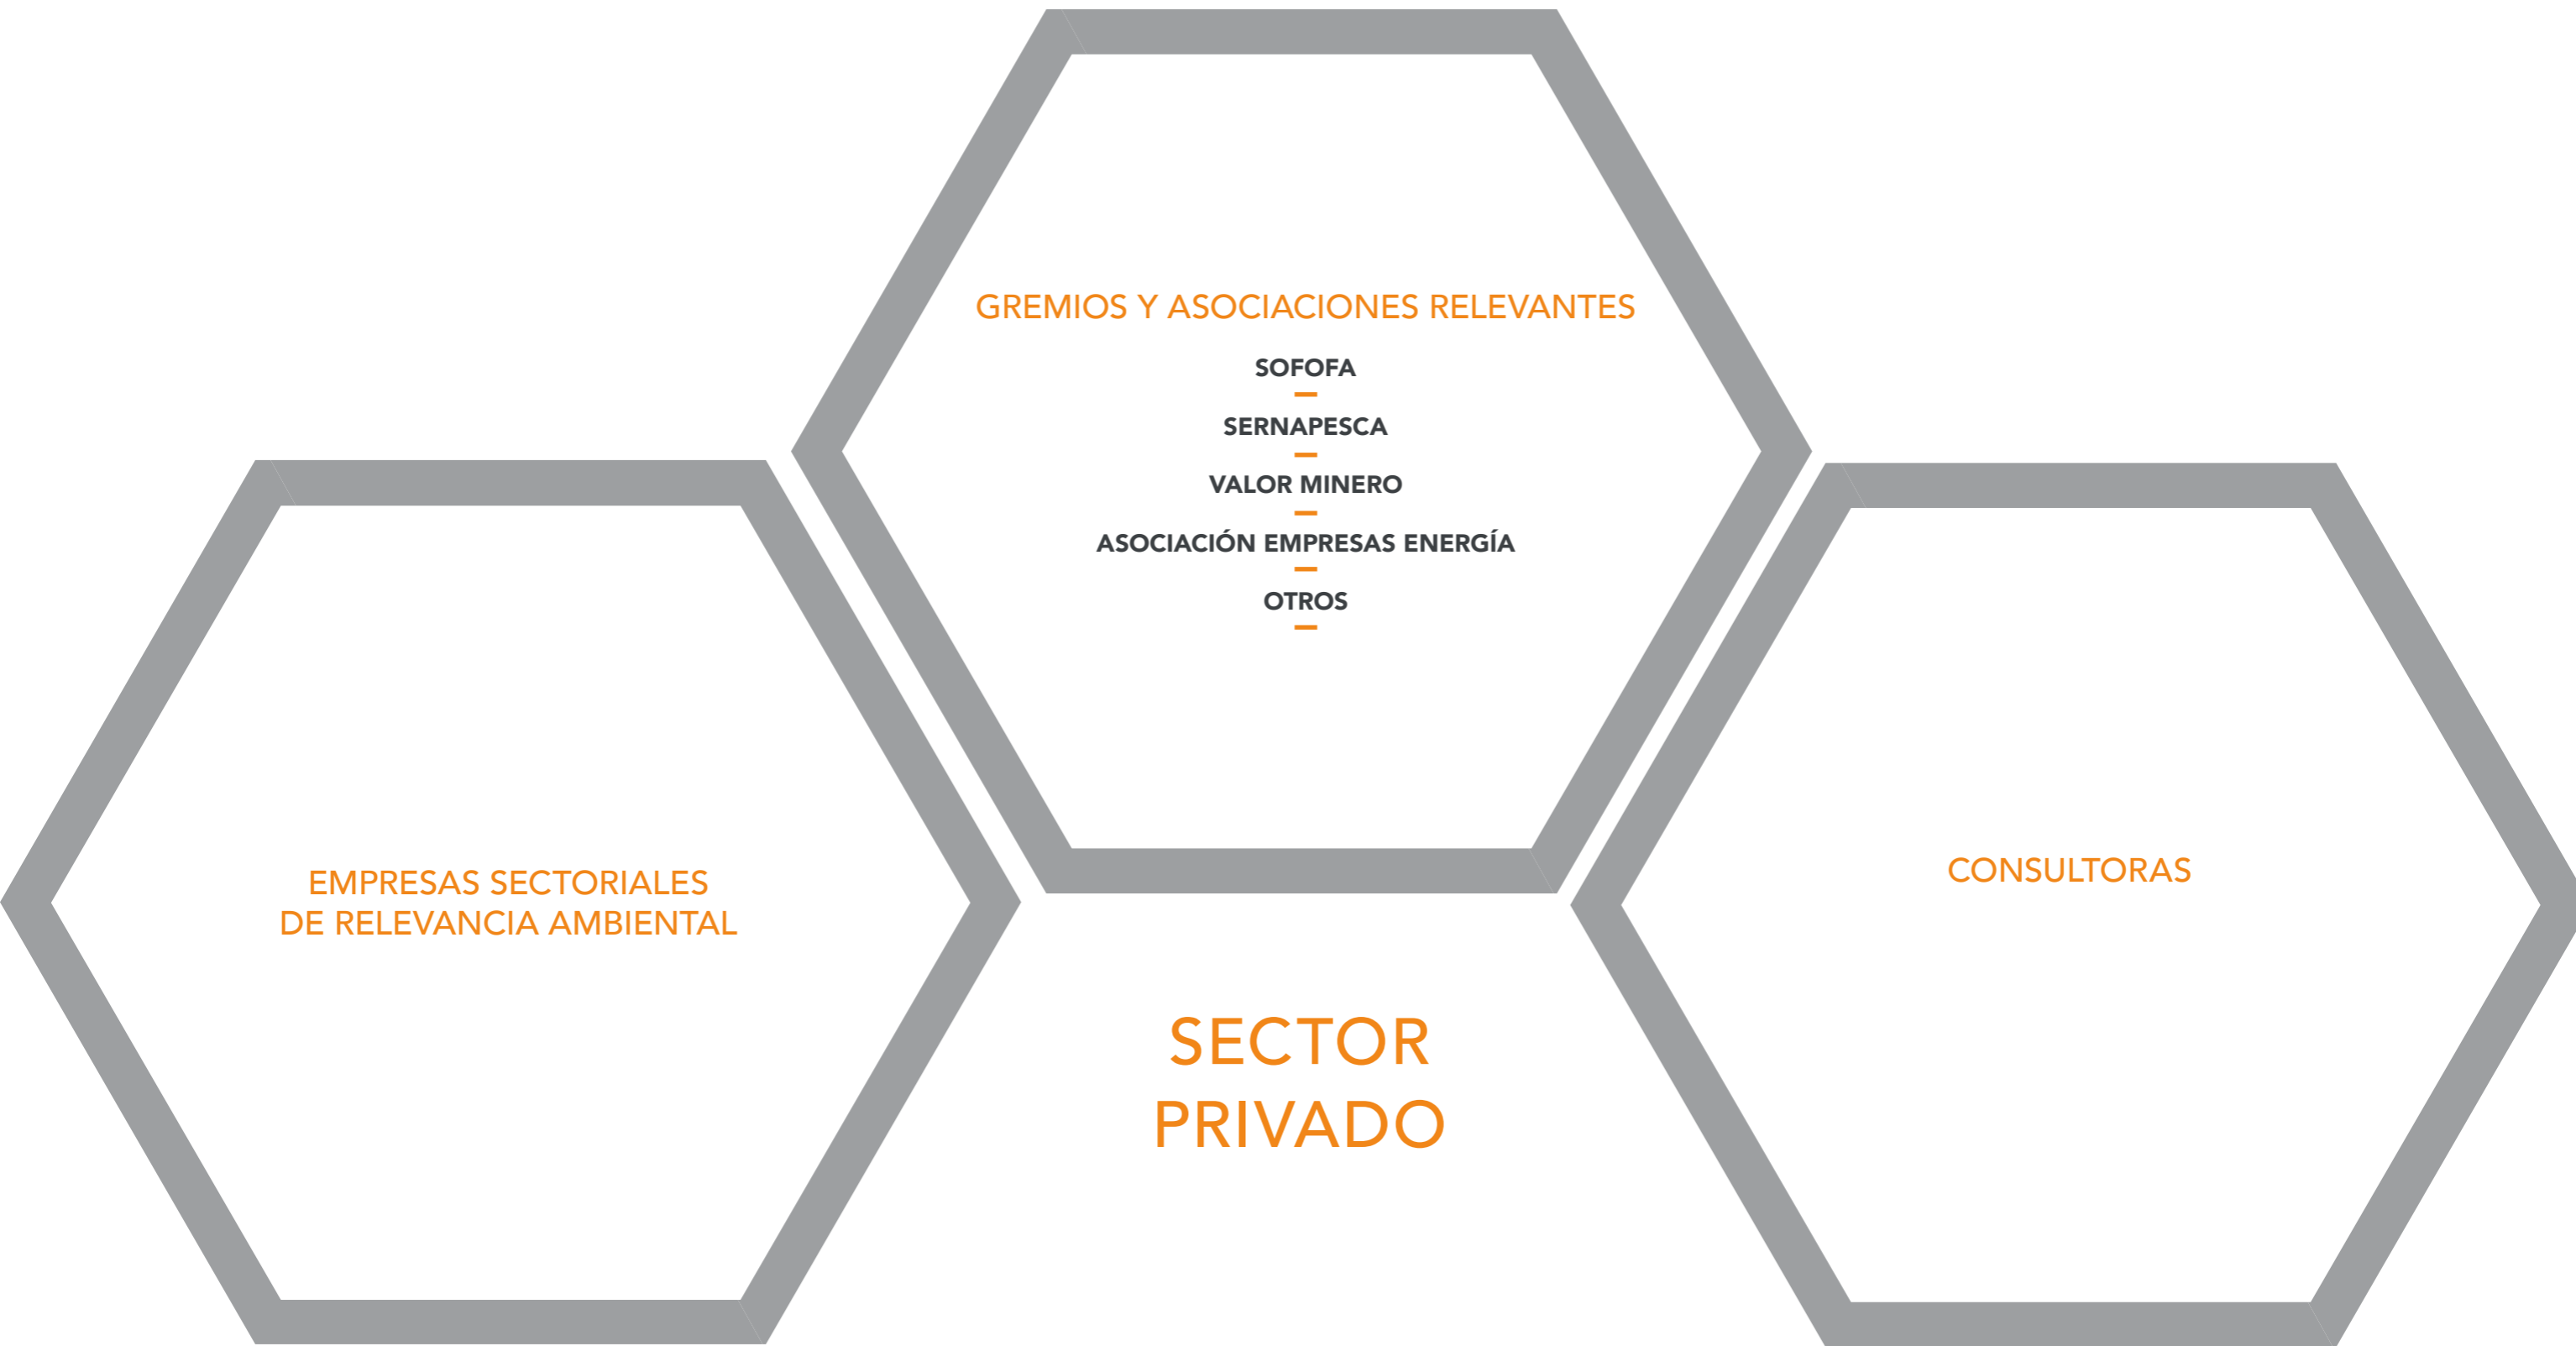 GREMIOS Y ASOCIACIONES RELEVANTES
SOFOFA
SERNAPESCA
VALOR MINERO
ASOCIACIÓN EMPRESAS ENERGÍA
OTROS
EMPRESAS SECTORIALES
DE RELEVANCIA AMBIENTAL
CONSULTORAS
SECTOR
PRIVADO